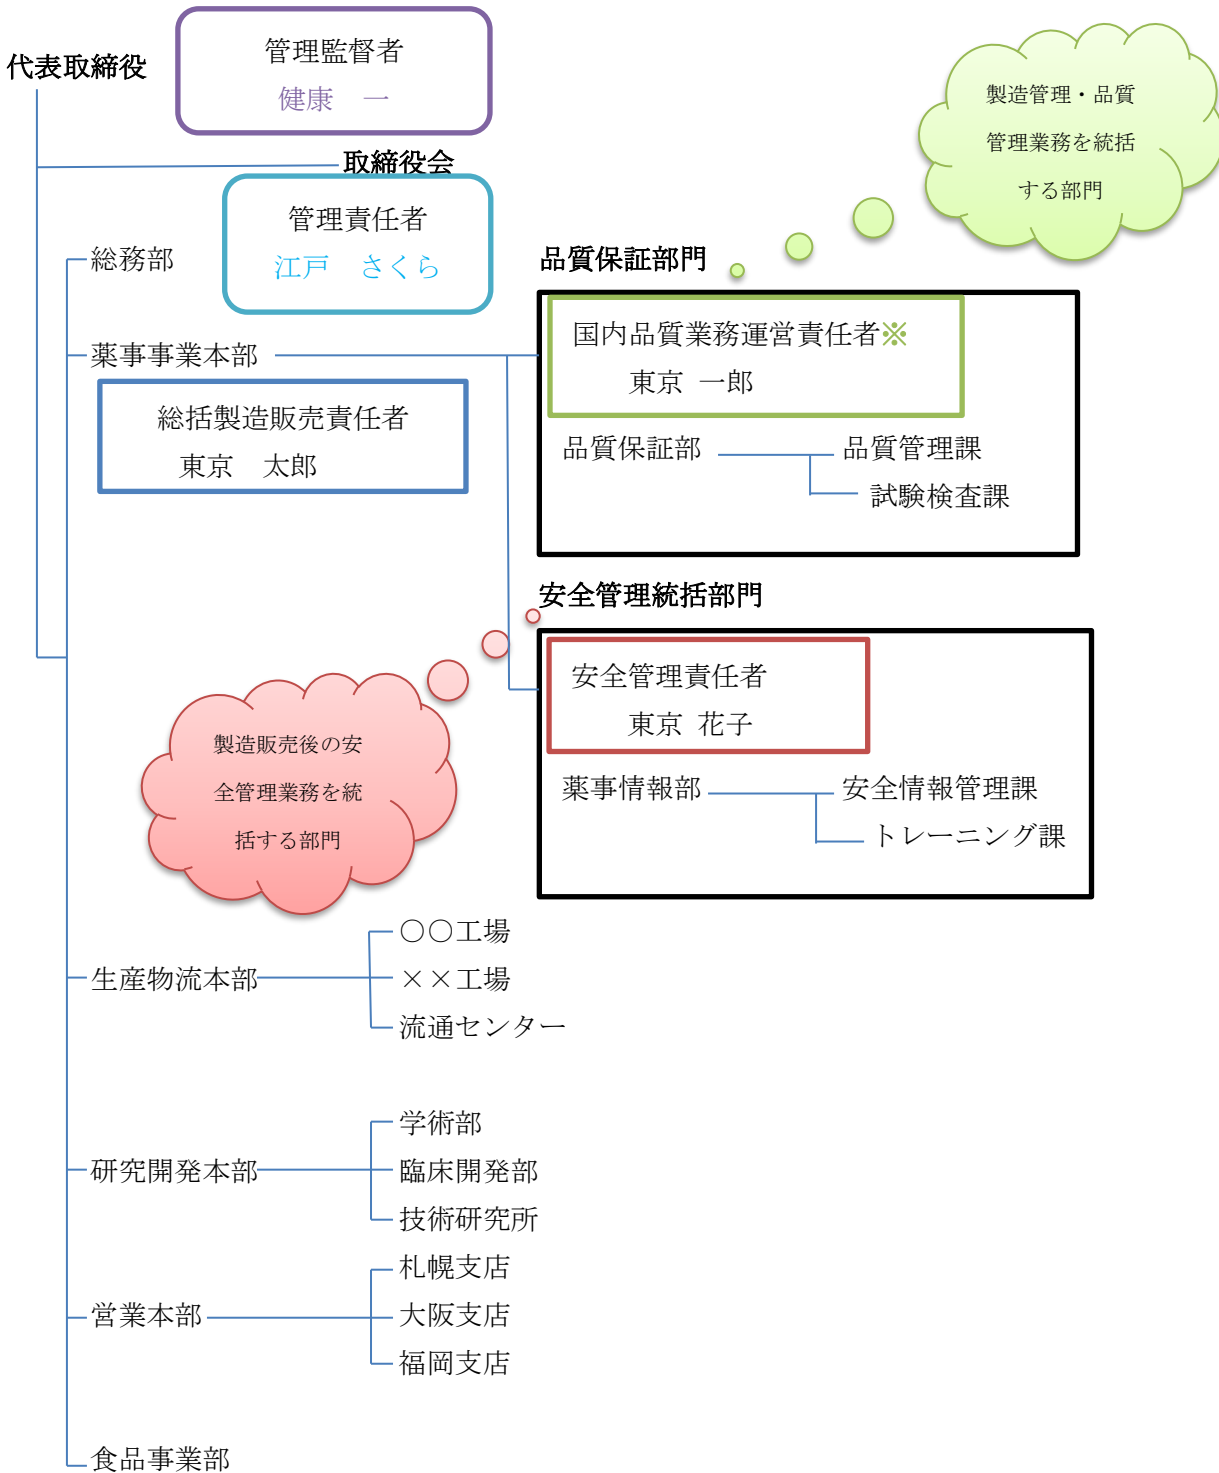 管理監督者
代表取締役
健康　一
製造管理・品質
管理業務を統括
する部門
取締役会
管理責任者
総務部
江戸　さくら
品質保証部門
国内品質業務運営責任者※
薬事事業本部
東京 一郎
総括製造販売責任者
東京　太郎
品質保証部
品質管理課
試験検査課
安全管理統括部門
安全管理責任者
東京 花子
製造販売後の安
全管理業務を統
括する部門
薬事情報部
安全情報管理課
トレーニング課
○○工場
生産物流本部
××工場
流通センター
学術部
研究開発本部
臨床開発部
技術研究所
札幌支店
営業本部
大阪支店
福岡支店
食品事業部